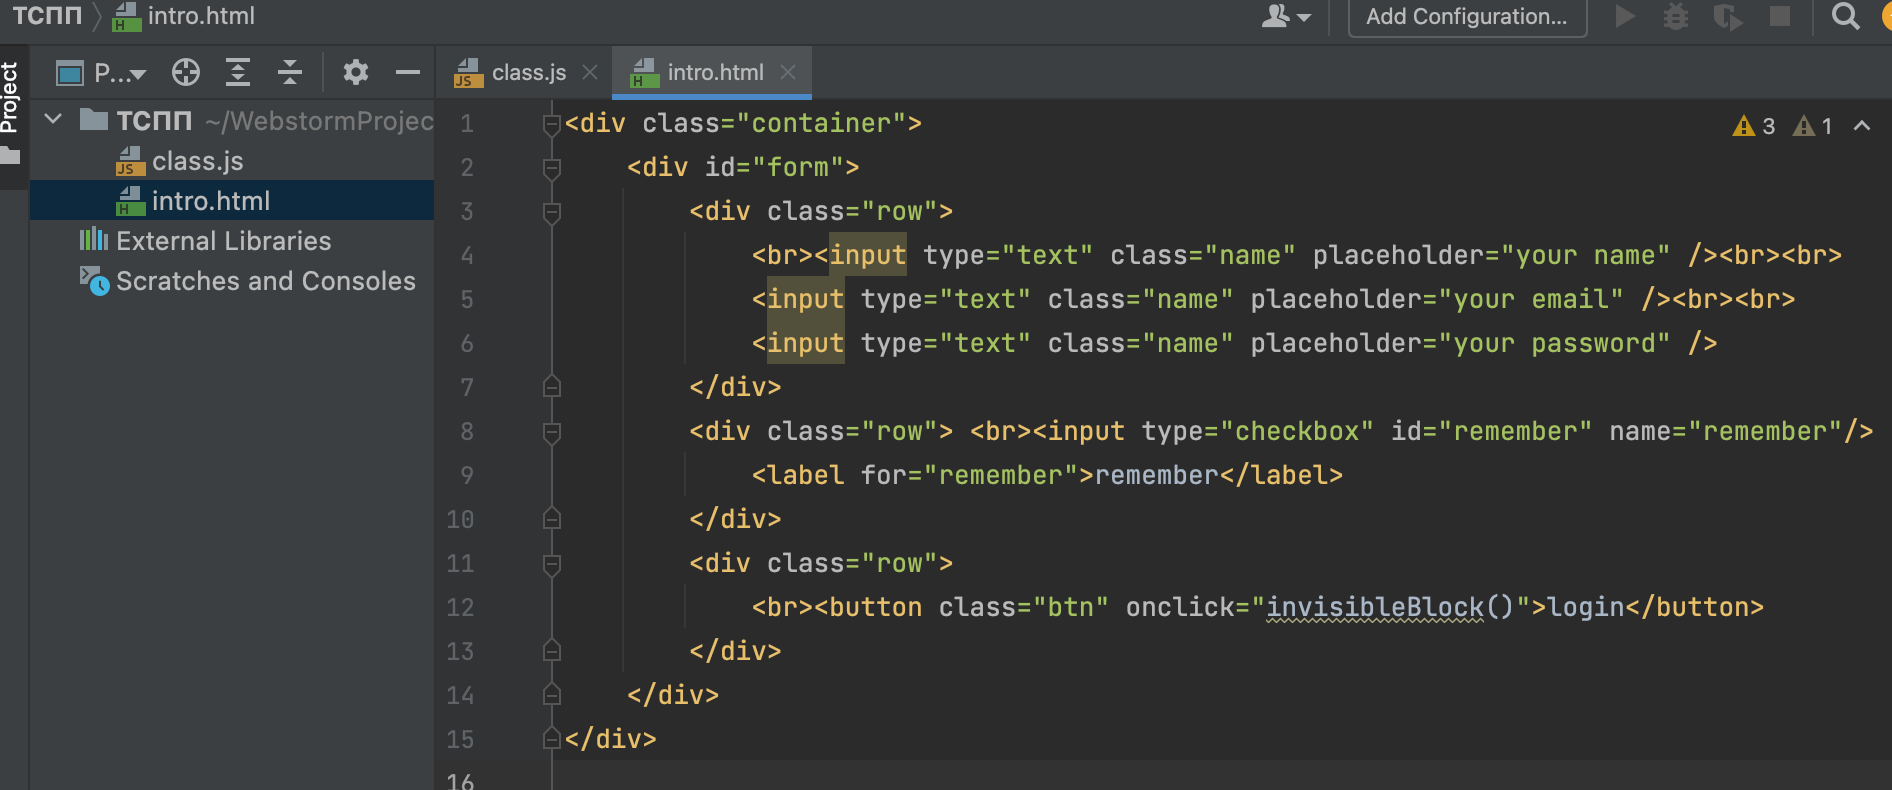 ТСПП intro.html Add Configuration...
Project P... class.js intro.html
ТСПП ~/WebstormProjec
class.js
intro.html
External Libraries
Scratches and Consoles
3 1
1 <div class="container">
2 <div id="form">
3 <div class="row">
4 <br><input type="text" class="name" placeholder="your name" /><br><br>
5 <input type="text" class="name" placeholder="your email" /><br><br>
6 <input type="text" class="name" placeholder="your password" />
7 </div>
8 <div class="row"> <br><input type="checkbox" id="remember" name="remember"/>
9 <label for="remember">remember</label>
10 </div>
11 <div class="row">
12 <br><button class="btn" onclick="invisibleBlock()">login</button>
13 </div>
14 </div>
15 </div>
16